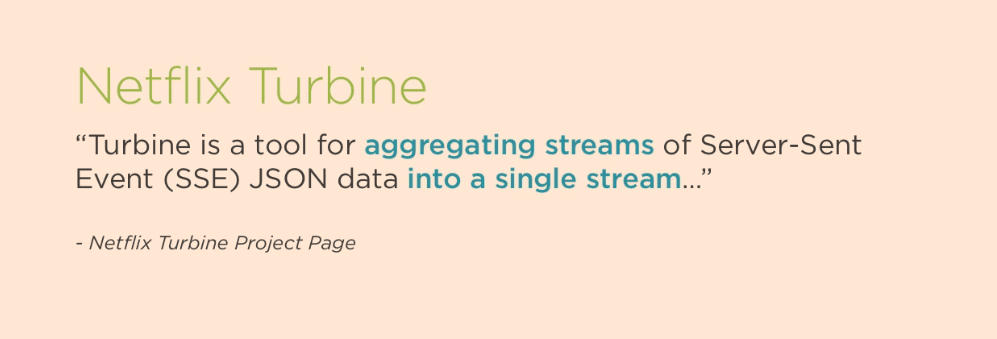 Netflix Turbine
“Turbine is a tool for aggregating streams of Server-Sent
Event (SSE) JSON data into a single stream...”
- Netflix Turbine Project Page